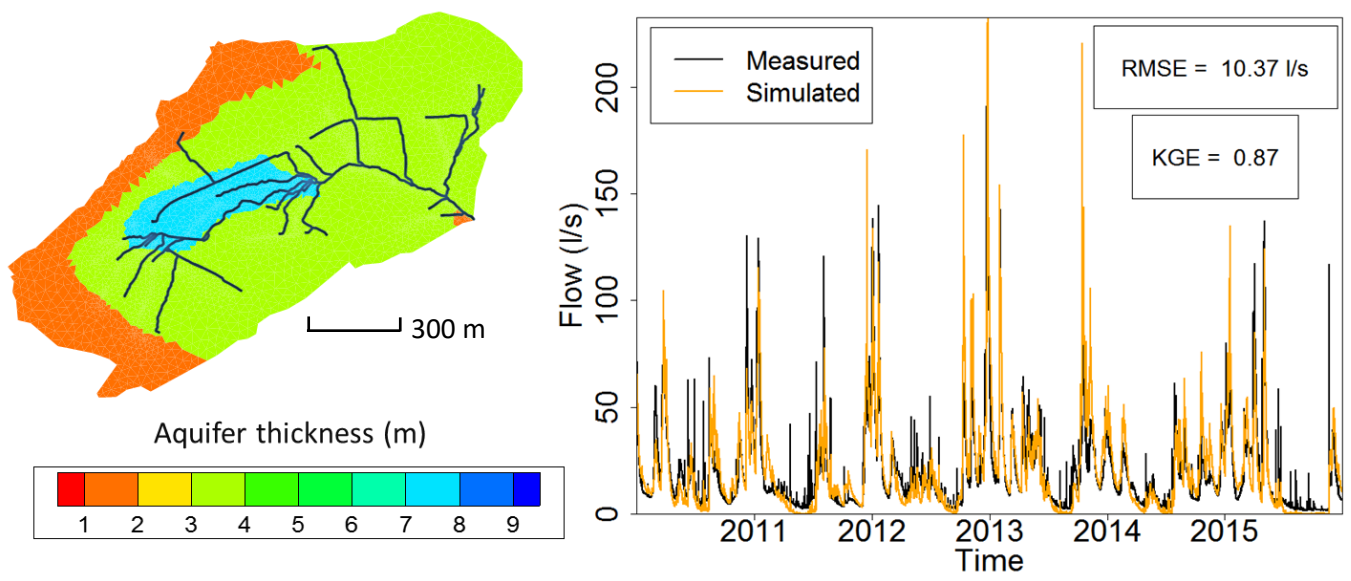 300 m
Aquifer thickness (m)
1 2 3 4 5 6 7 8 9
Measured
Simulated
RMSE = 10.37 l/s
KGE = 0.87
Flow (l/s)
200
150
100
50
0
2011 2012 2013 2014 2015
Time